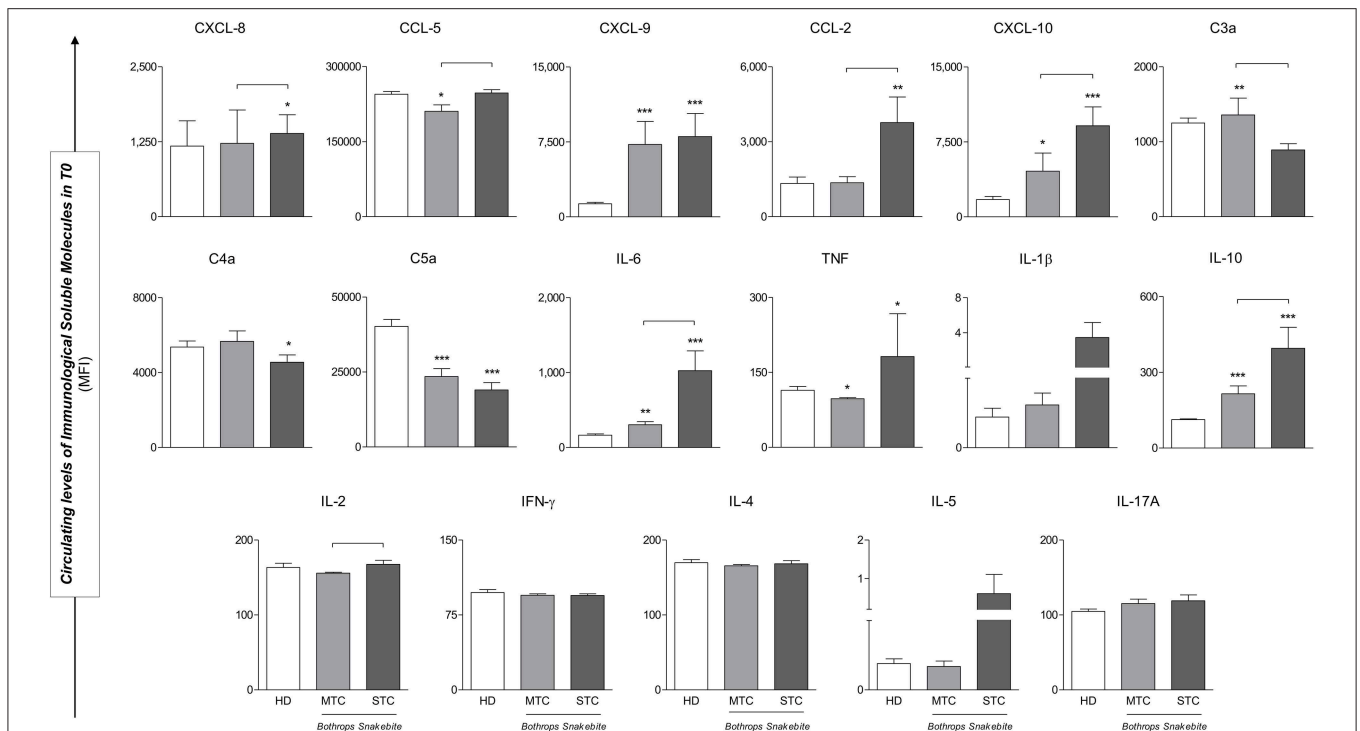 Circulating levels of Immunological Soluble Molecules in T0
(MFI)
CXCL-8
2,500
1,250
0
*
CCL-5
300000
150000
0
*
CXCL-9
15,000
7,500
0
***
***
CCL-2
6,000
3,000
0
**
CXCL-10
15,000
7,500
0
*
***
C3a
2000
1000
0
**
C4a
8000
4000
0
*
C5a
50000
25000
0
***
***
IL-6
2,000
1,000
0
**
***
TNF
300
150
0
*
*
IL-1β
8
4
0
IL-10
600
300
0
***
***
IL-2
200
100
0
HD
MTC
STC
Bothrops Snakebite
IFN-γ
150
75
0
HD
MTC
STC
Bothrops Snakebite
IL-4
200
100
0
HD
MTC
STC
Bothrops Snakebite
IL-5
2
1
0
HD
MTC
STC
Bothrops Snakebite
IL-17A
200
100
0
HD
MTC
STC
Bothrops Snakebite